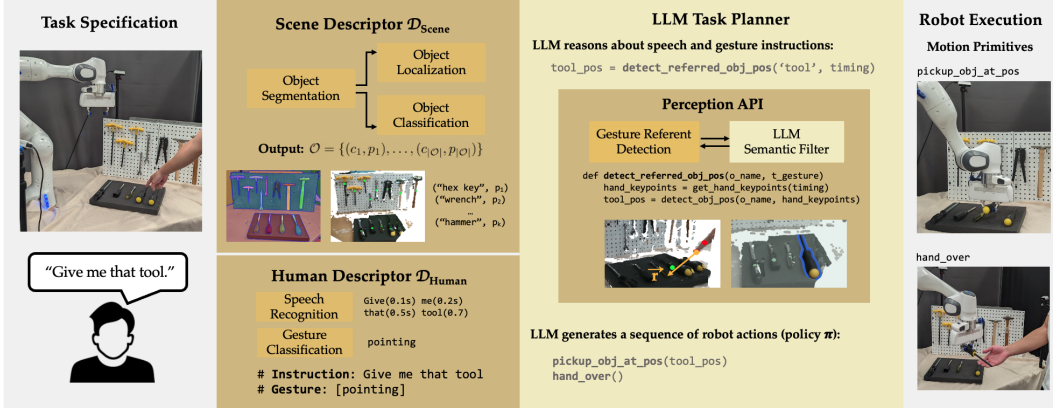 Task Specification
"Give me that tool."
Scene Descriptor 𝒟Scene
Object
Segmentation
Object
Localization
Object
Classification
Output: 𝒪 = {(c₁, p₁), . . . , (c|𝒪|, p|𝒪|)}
("hex key", p₁)
("wrench", p₂)
...
("hammer", pₖ)
Human Descriptor 𝒟Human
Speech
Recognition
Give(0.1s) me(0.2s)
that(0.5s) tool(0.7)
Gesture
Classification
pointing
# Instruction: Give me that tool
# Gesture: [pointing]
LLM Task Planner
LLM reasons about speech and gesture instructions:
tool_pos = detect_referred_obj_pos('tool', timing)
Perception API
Gesture Referent
Detection
LLM
Semantic Filter
def detect_referred_obj_pos(o_name, t_gesture)
hand_keypoints = get_hand_keypoints(timing)
tool_pos = detect_obj_pos(o_name, hand_keypoints)
r
LLM generates a sequence of robot actions (policy π):
pickup_obj_at_pos(tool_pos)
hand_over()
Robot Execution
Motion Primitives
pickup_obj_at_pos
hand_over